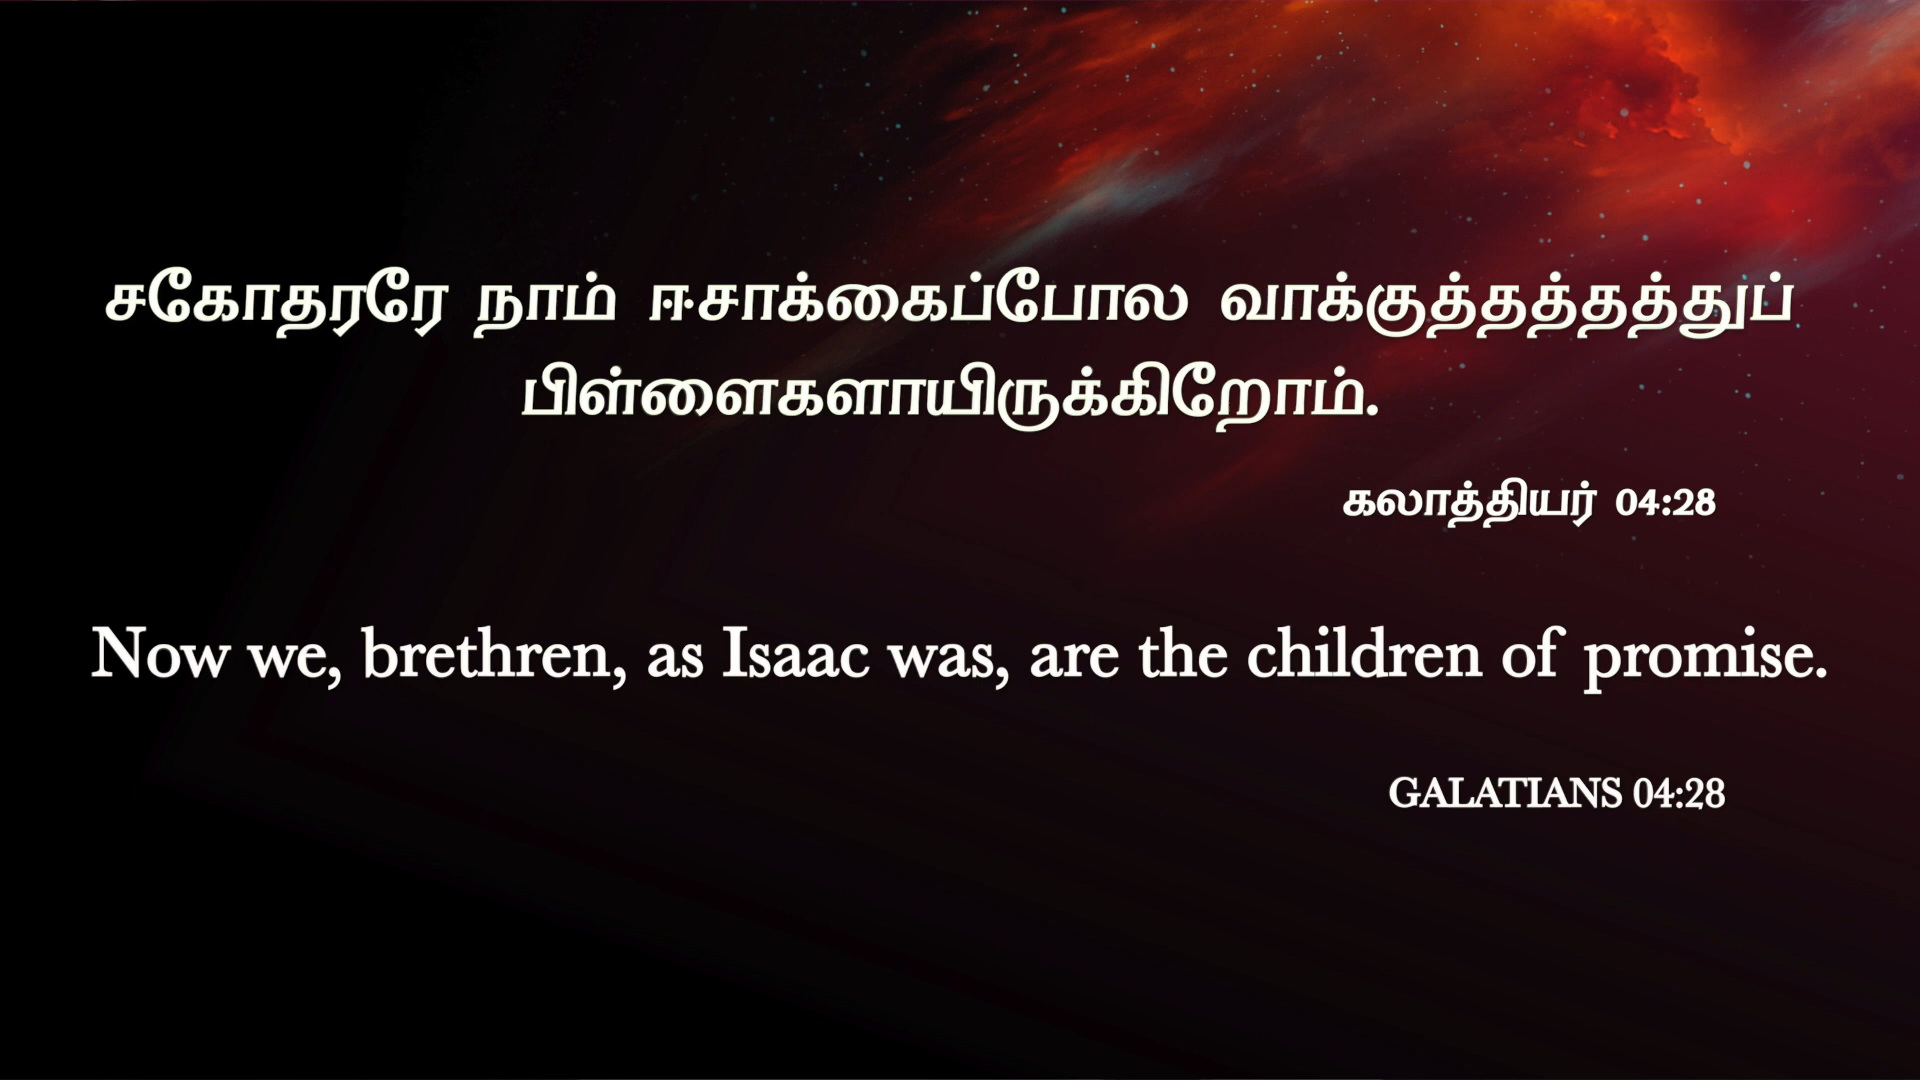 சகோதரரே நாம் ஈசாக்கைப்போல வாக்குத்தத்தத்துப்
பிள்ளைகளாயிருக்கிறோம்.
கலாத்தியர் 04:28
Now we, brethren, as Isaac was, are the children of promise.
GALATIANS 04:28